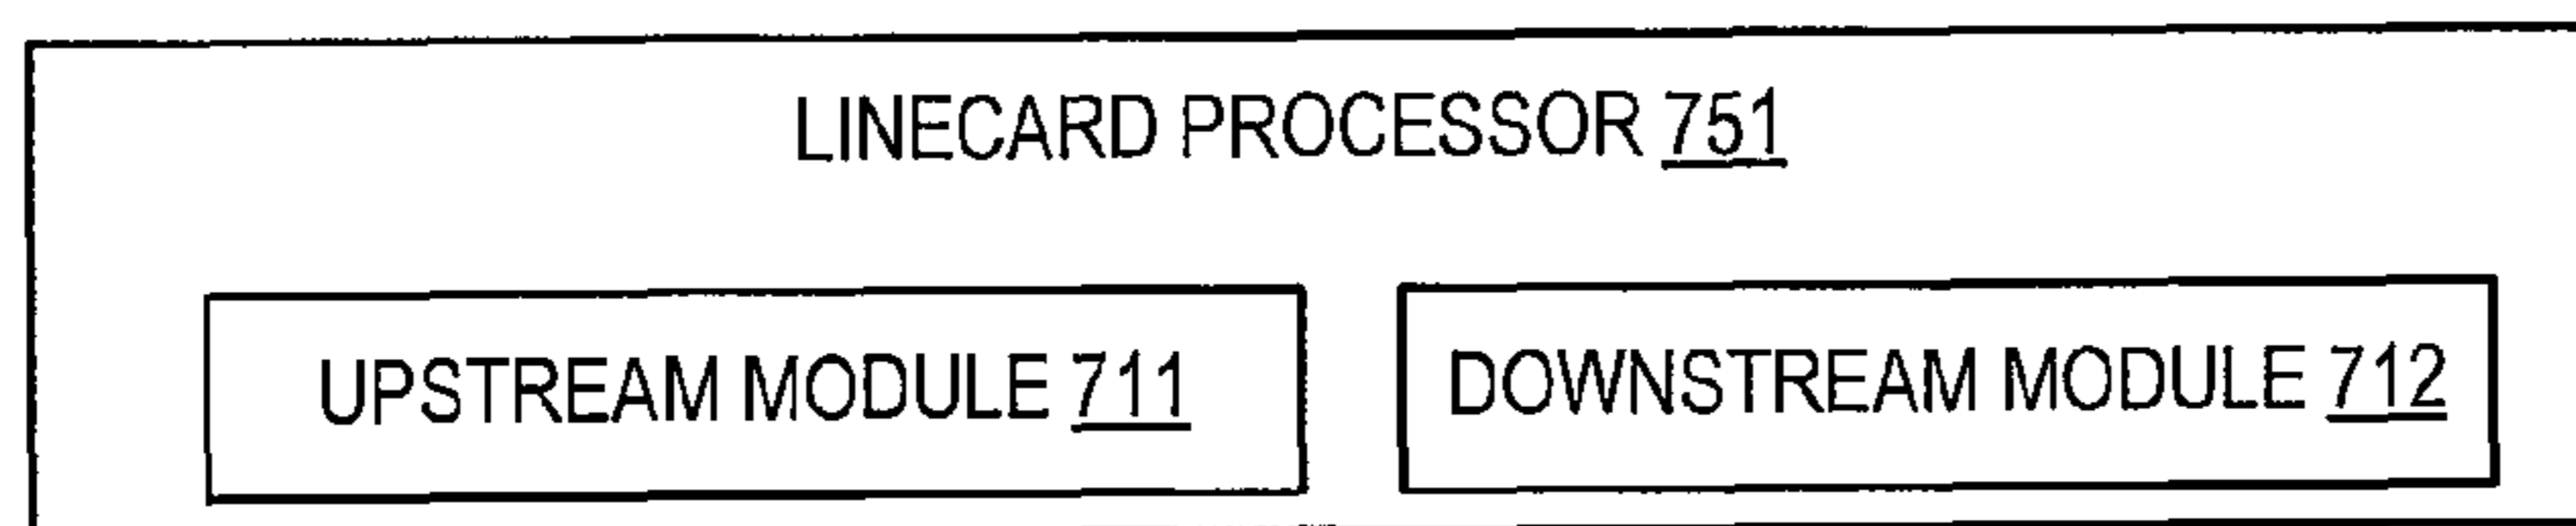 LINECARD PROCESSOR 751
UPSTREAM MODULE 711
DOWNSTREAM MODULE 712